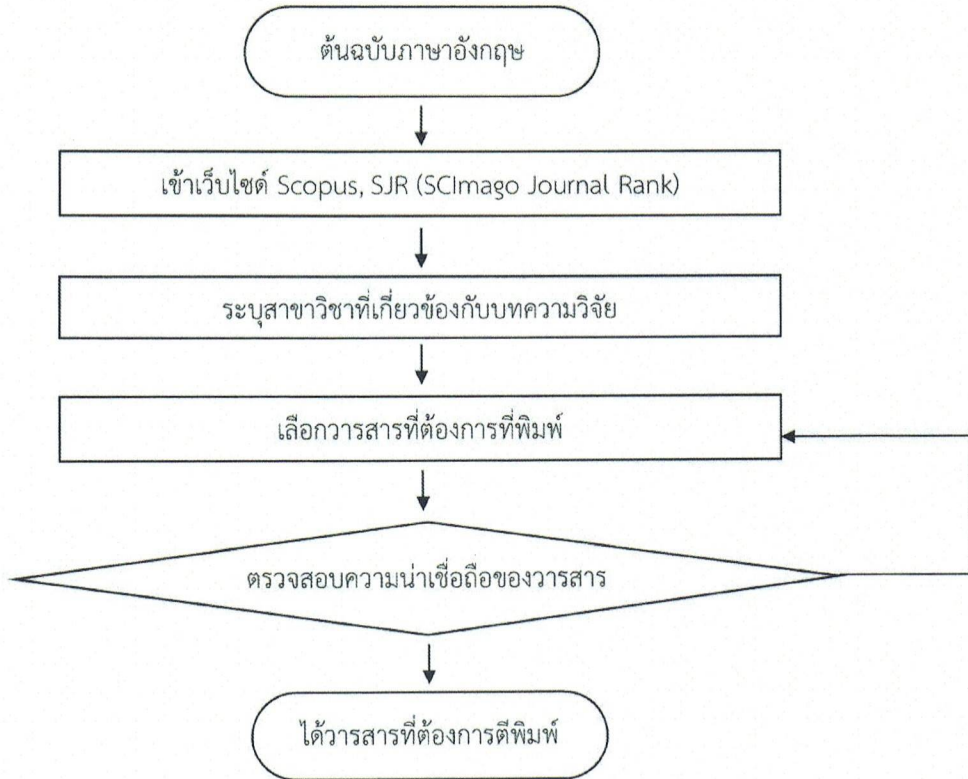 ต้นฉบับภาษาอังกฤษ
เข้าเว็บไซต์ Scopus, SJR (SCImago Journal Rank)
ระบุสาขาวิชาที่เกี่ยวข้องกับบทความวิจัย
เลือกวารสารที่ต้องการที่พิมพ์
ตรวจสอบความน่าเชื่อถือของวารสาร
ได้วารสารที่ต้องการตีพิมพ์